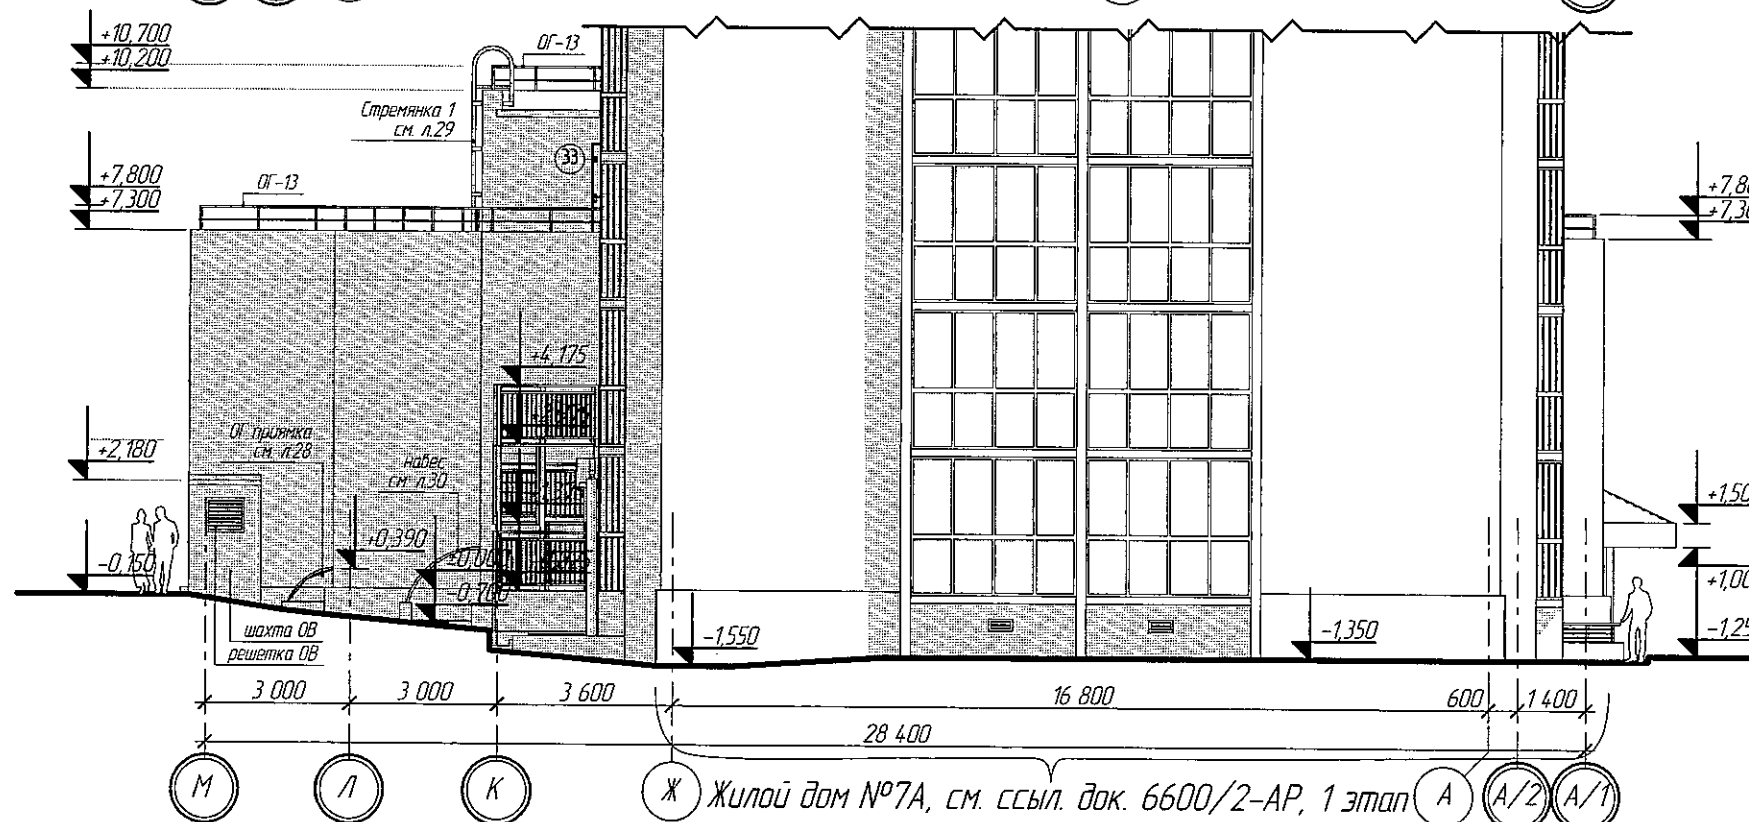 +10,700
+10,200
ОГ-13
Стремянка 1
см. л.29
33
+7,800
+7,300
ОГ-13
+4,175
+2,180
ОГ приямка
см. л.28
навес
см. л.30
+0,390
±0,000
-0,150
-0,700
шахта ОВ
решетка ОВ
-1,550
-1,350
+7,8
+7,3
+1,50
+1,00
-1,25
3 000
3 000
3 600
16 800
600
1 400
28 400
М
Л
К
Ж
Жилой дом №7А, см. ссыл. док. 6600/2-АР, 1 этап
А
А/2
А/1